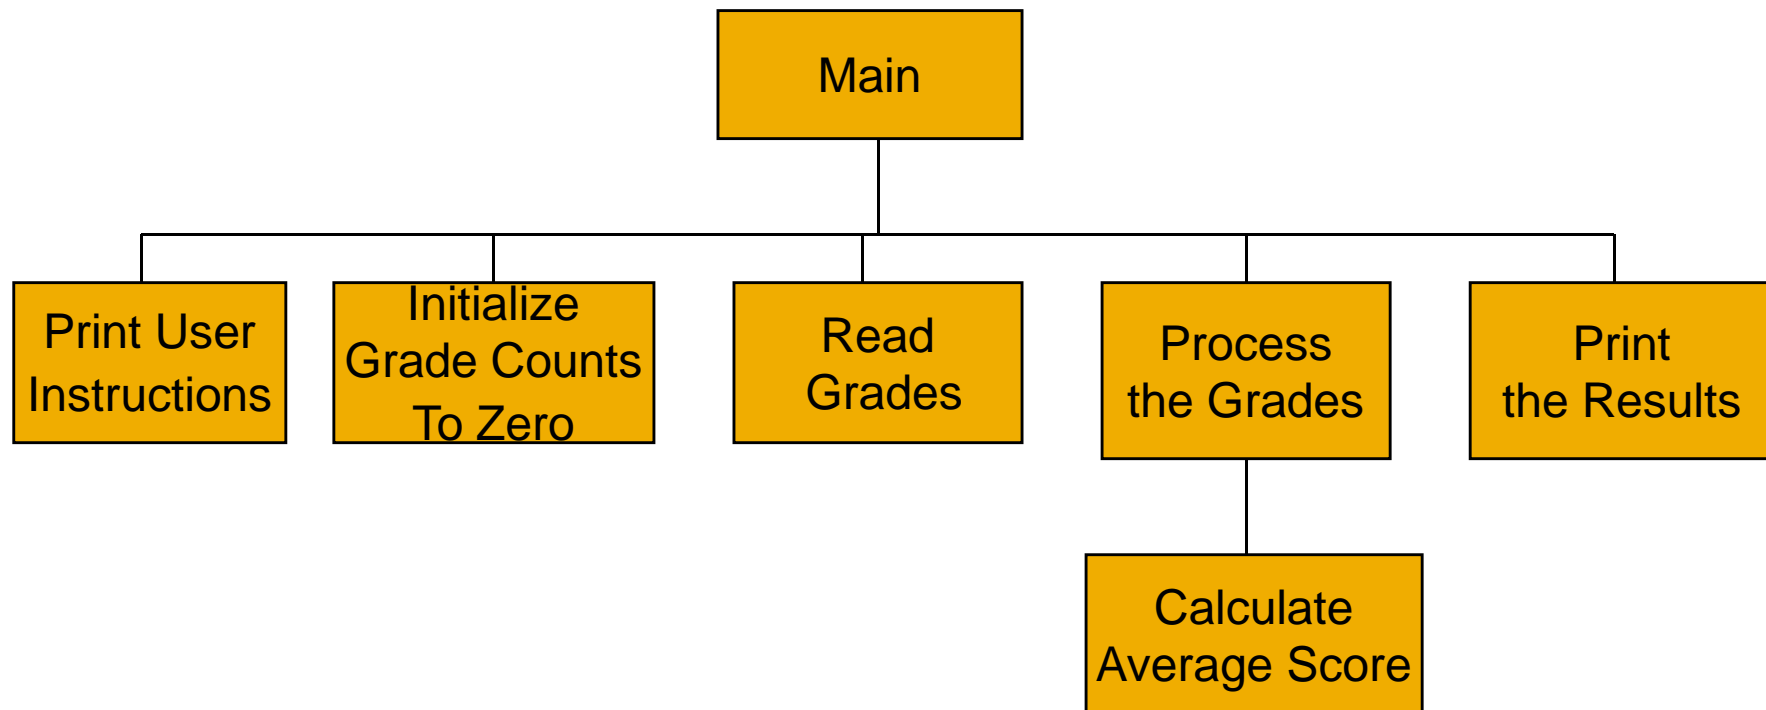 Main
Print User
Instructions
Initialize
Grade Counts
To Zero
Read
Grades
Process
the Grades
Print
the Results
Calculate
Average Score